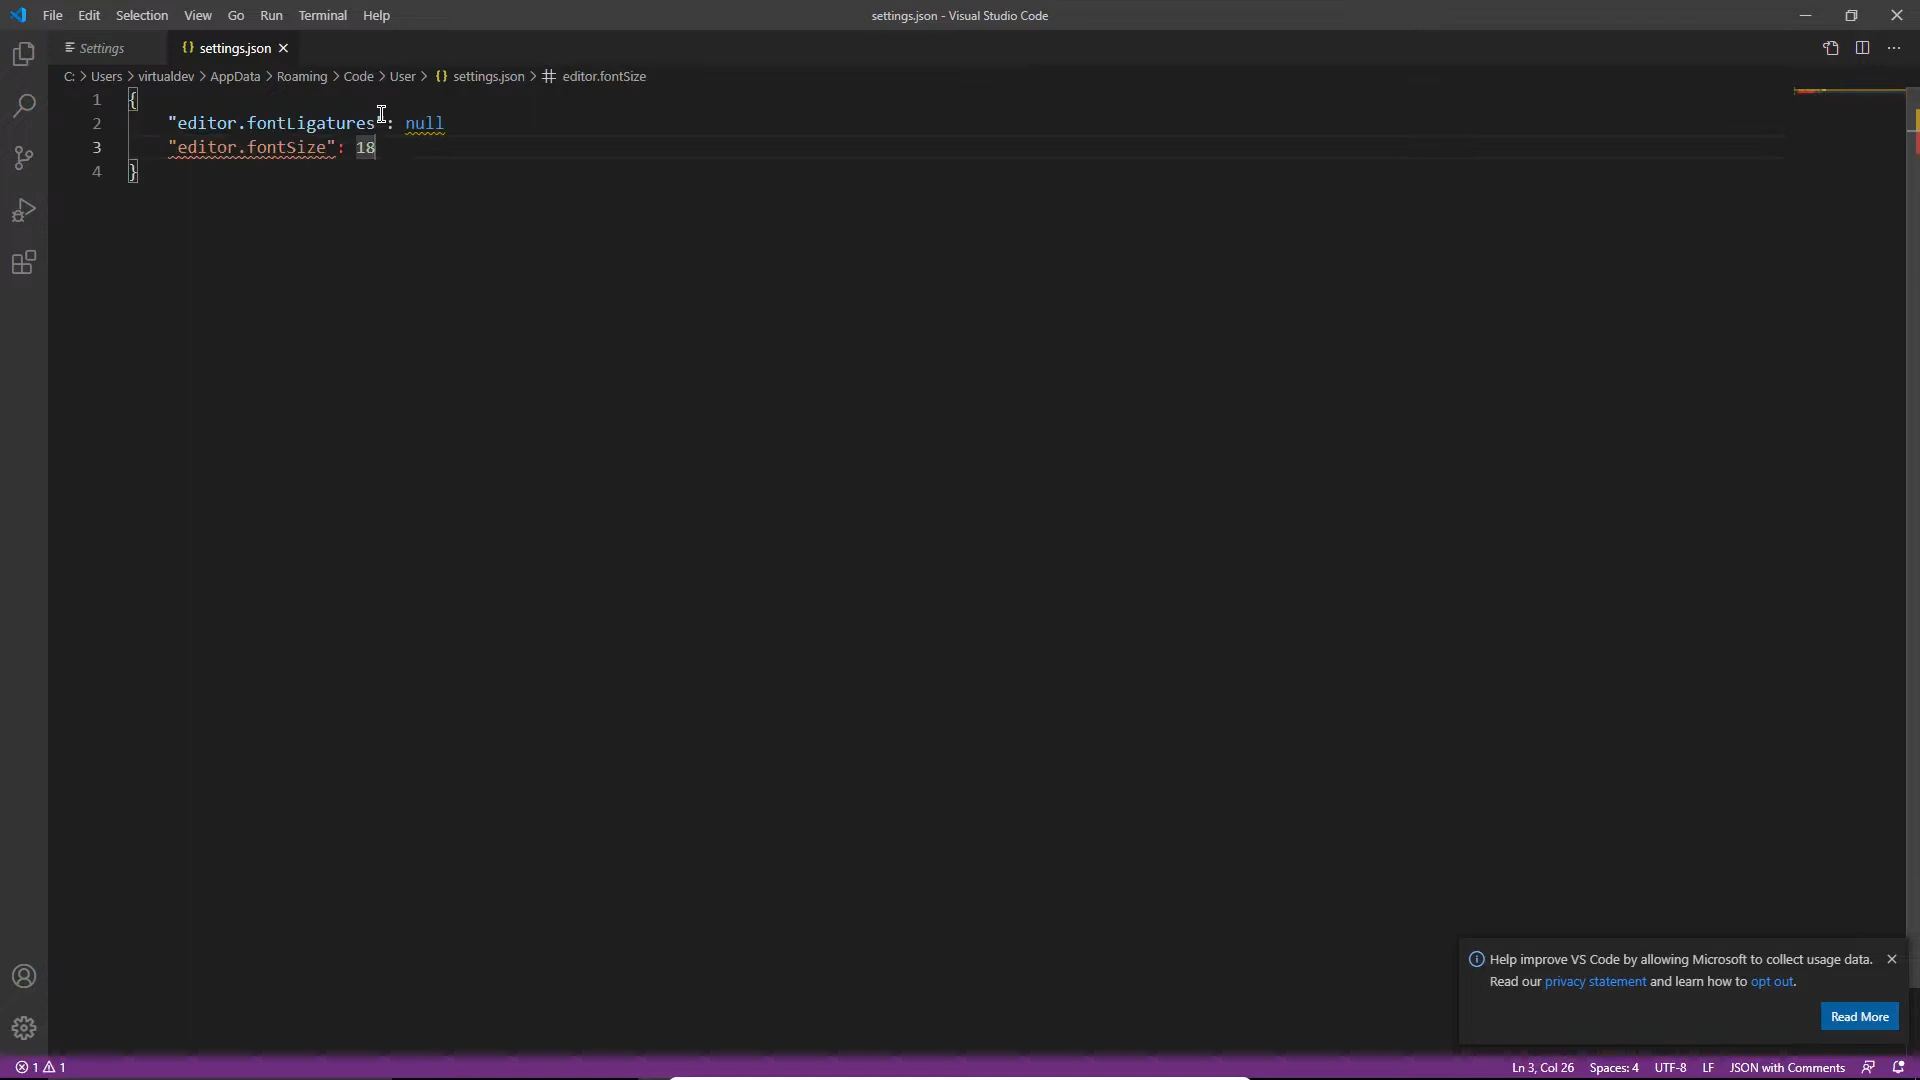 File Edit Selection View Go Run Terminal Help
settings.json - Visual Studio Code
Settings
{} settings.json
C: > Users > virtualdev > AppData > Roaming > Code > User > {} settings.json > editor.fontSize
1 {
2 "editor.fontLigatures": null
3 "editor.fontSize": 18
4 }
Help improve VS Code by allowing Microsoft to collect usage data.
Read our privacy statement and learn how to opt out.
Read More
1 1
Ln 3, Col 26 Spaces: 4 UTF-8 LF JSON with Comments